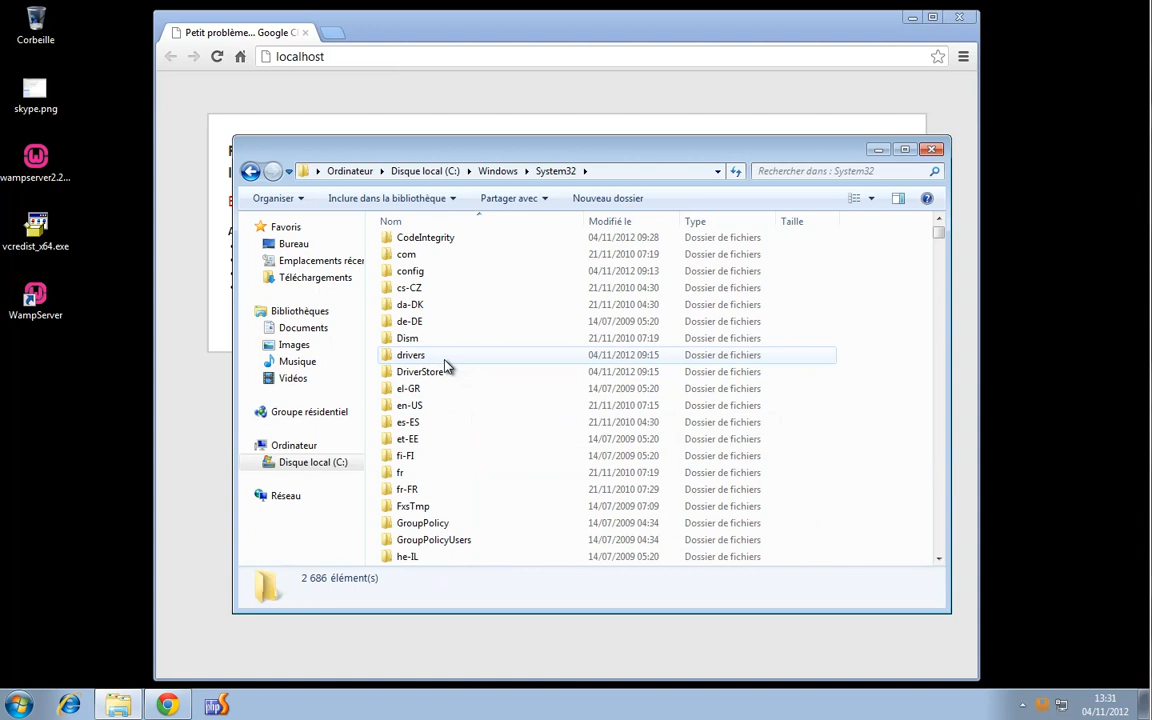 Corbeille
skype.png
wampserver2.2...
vcredist_x64.exe
WampServer
Petit problème... Google C
localhost
Ordinateur
Disque local (C:)
Windows
System32
Rechercher dans : System32
Organiser
Inclure dans la bibliothèque
Partager avec
Nouveau dossier
Favoris
Bureau
Emplacements récer
Téléchargements
Bibliothèques
Documents
Images
Musique
Vidéos
Groupe résidentiel
Ordinateur
Disque local (C:)
Réseau
Nom Modifié le Type Taille
CodeIntegrity 04/11/2012 09:28 Dossier de fichiers
com 21/11/2010 07:19 Dossier de fichiers
config 04/11/2012 09:13 Dossier de fichiers
cs-CZ 21/11/2010 04:30 Dossier de fichiers
da-DK 21/11/2010 04:30 Dossier de fichiers
de-DE 14/07/2009 05:20 Dossier de fichiers
Dism 21/11/2010 07:19 Dossier de fichiers
drivers 04/11/2012 09:15 Dossier de fichiers
DriverStore 04/11/2012 09:15 Dossier de fichiers
el-GR 14/07/2009 05:20 Dossier de fichiers
en-US 21/11/2010 07:15 Dossier de fichiers
es-ES 21/11/2010 04:30 Dossier de fichiers
et-EE 14/07/2009 05:20 Dossier de fichiers
fi-FI 14/07/2009 05:20 Dossier de fichiers
fr 21/11/2010 07:19 Dossier de fichiers
fr-FR 21/11/2010 07:29 Dossier de fichiers
FxsTmp 14/07/2009 07:09 Dossier de fichiers
GroupPolicy 14/07/2009 04:34 Dossier de fichiers
GroupPolicyUsers 14/07/2009 04:34 Dossier de fichiers
he-IL 14/07/2009 05:20 Dossier de fichiers
2 686 élément(s)
php
13:31
04/11/2012